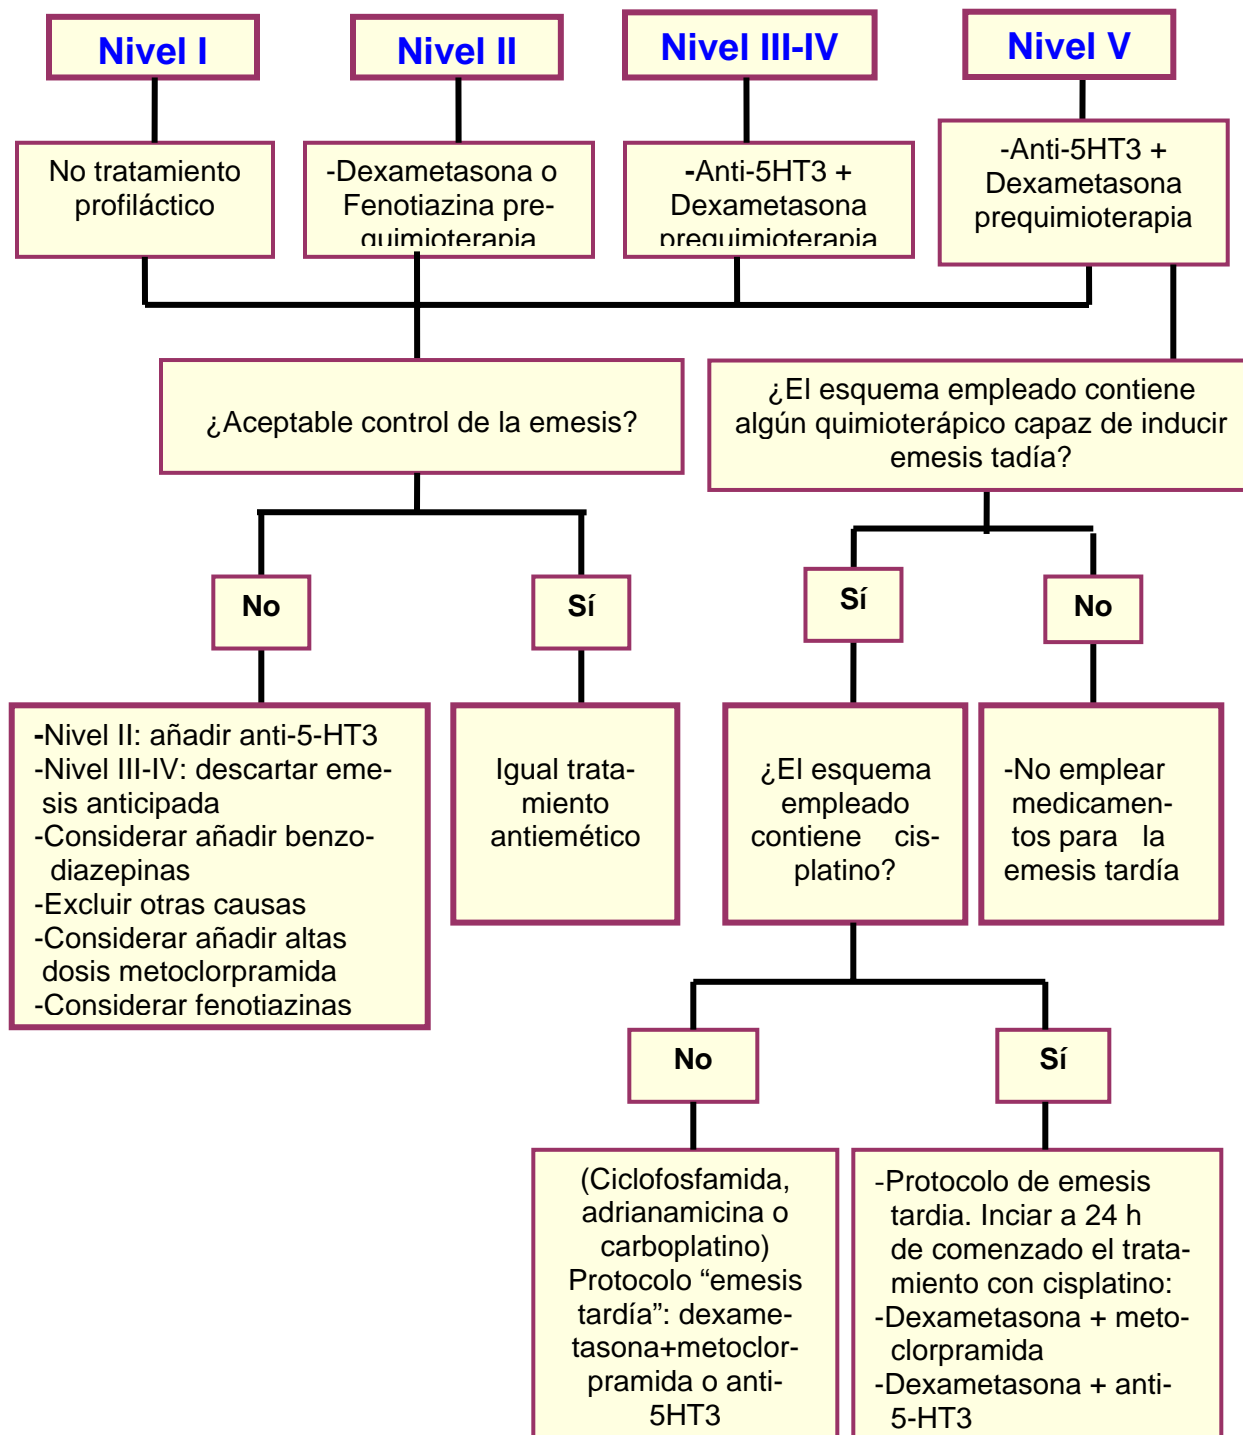 Nivel I
Nivel II
Nivel III-IV
Nivel V
No tratamiento
profiláctico
-Dexametasona o
Fenotiazina pre-
quimioterapia
-Anti-5HT3 +
Dexametasona
prequimioterapia
-Anti-5HT3 +
Dexametasona
prequimioterapia
¿Aceptable control de la emesis?
¿El esquema empleado contiene
algún quimioterápico capaz de inducir
emesis tadía?
No
Sí
Sí
No
-Nivel II: añadir anti-5-HT3
-Nivel III-IV: descartar eme-
sis anticipada
-Considerar añadir benzo-
diazepinas
-Excluir otras causas
-Considerar añadir altas
dosis metoclorpramida
-Considerar fenotiazinas
Igual trata-
miento
antiemético
¿El esquema
empleado
contiene cis-
platino?
-No emplear
medicamen-
tos para la
emesis tardía
No
Sí
(Ciclofosfamida,
adrianamicina o
carboplatino)
Protocolo “emesis
tardía”: dexame-
tasona+metoclor-
pramida o anti-
5HT3
-Protocolo de emesis
tardia. Inciar a 24 h
de comenzado el trata-
miento con cisplatino:
-Dexametasona + meto-
clorpramida
-Dexametasona + anti-
5-HT3